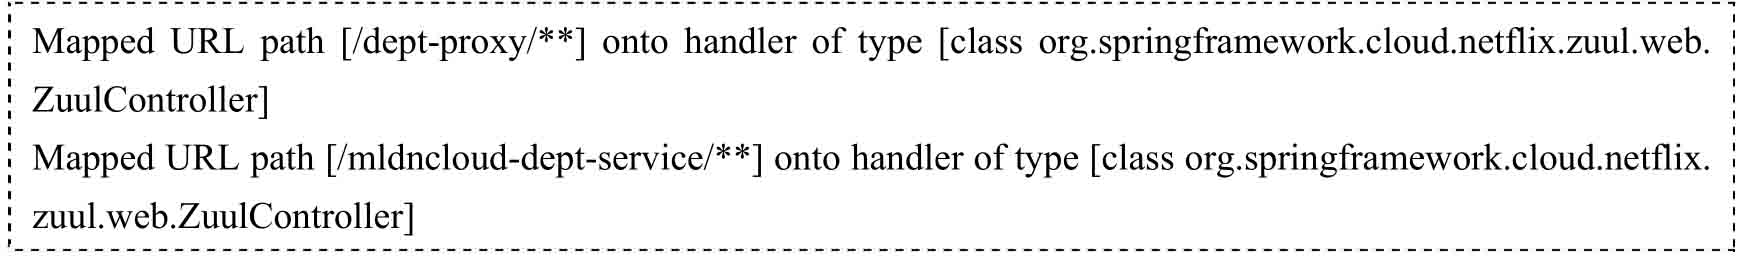 Mapped URL path [/dept-proxy/**] onto handler of type [class org.springframework.cloud.netflix.zuul.web.
ZuulController]
Mapped URL path [/mldncloud-dept-service/**] onto handler of type [class org.springframework.cloud.netflix.
zuul.web.ZuulController]